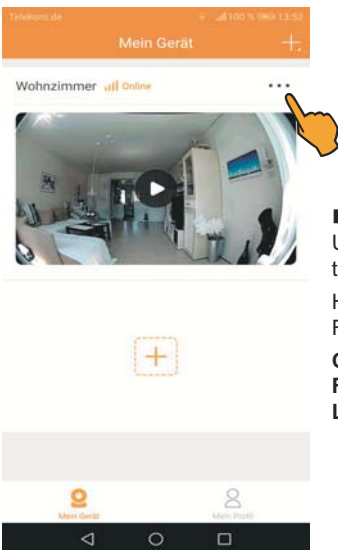 Telekom.de 100 % 13:52
Mein Gerät
Wohnzimmer Online
U
t
H
F
Mein Gerät Mein Profil